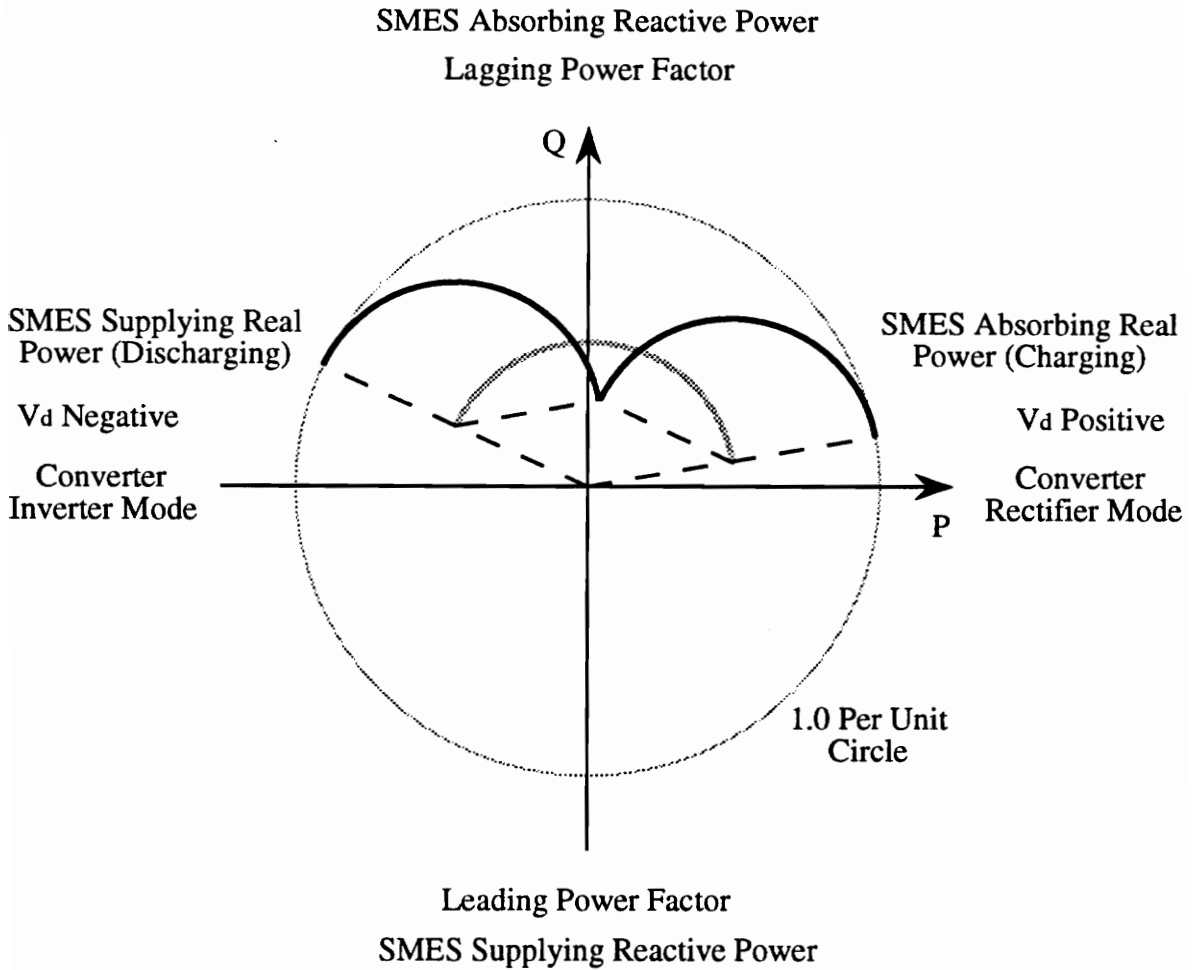 SMES Absorbing Reactive Power
Lagging Power Factor
Q
SMES Supplying Real
Power (Discharging)
Vd Negative
Converter
Inverter Mode
SMES Absorbing Real
Power (Charging)
Vd Positive
Converter
Rectifier Mode
P
1.0 Per Unit
Circle
Leading Power Factor
SMES Supplying Reactive Power